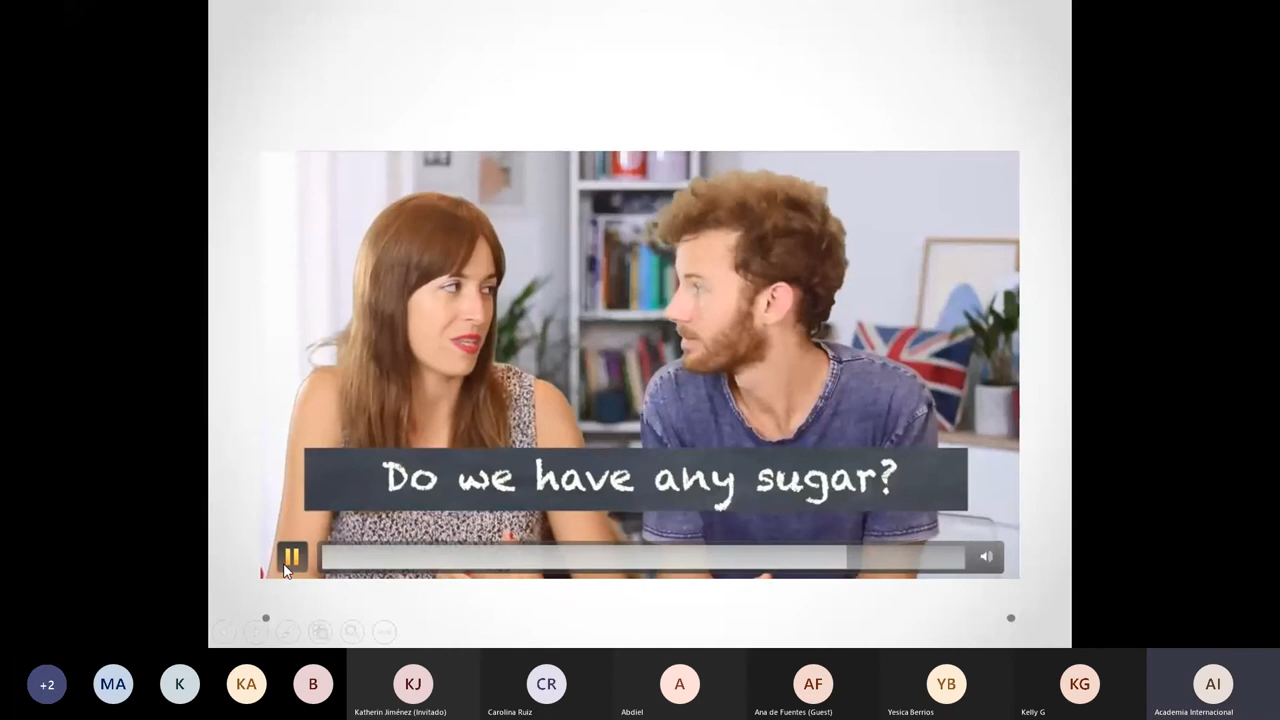 Do we have any sugar?
+2
MA
K
KA
B
KJ
CR
A
AF
YB
KG
AI
Katherin Jiménez (Invitado)
Carolina Ruiz
Abdiel
Ana de Fuentes (Guest)
Yesica Berrios
Kelly G
Academia Internacional